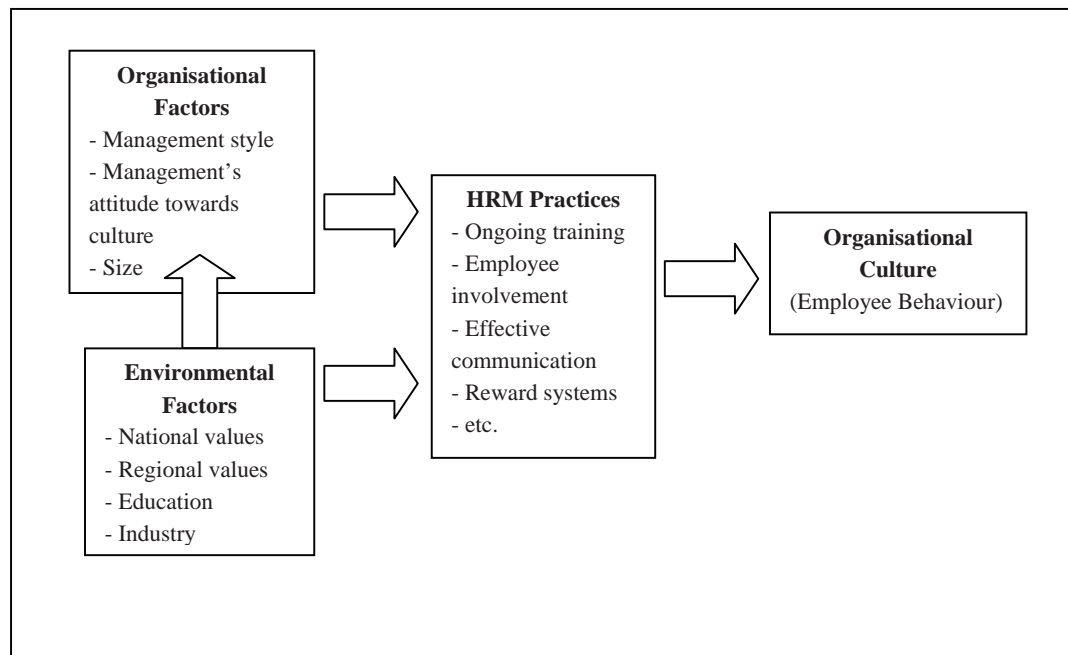 Organisational
Factors
- Management style
- Management’s
attitude towards
culture
- Size
Environmental
Factors
- National values
- Regional values
- Education
- Industry
HRM Practices
- Ongoing training
- Employee
involvement
- Effective
communication
- Reward systems
- etc.
Organisational
Culture
(Employee Behaviour)